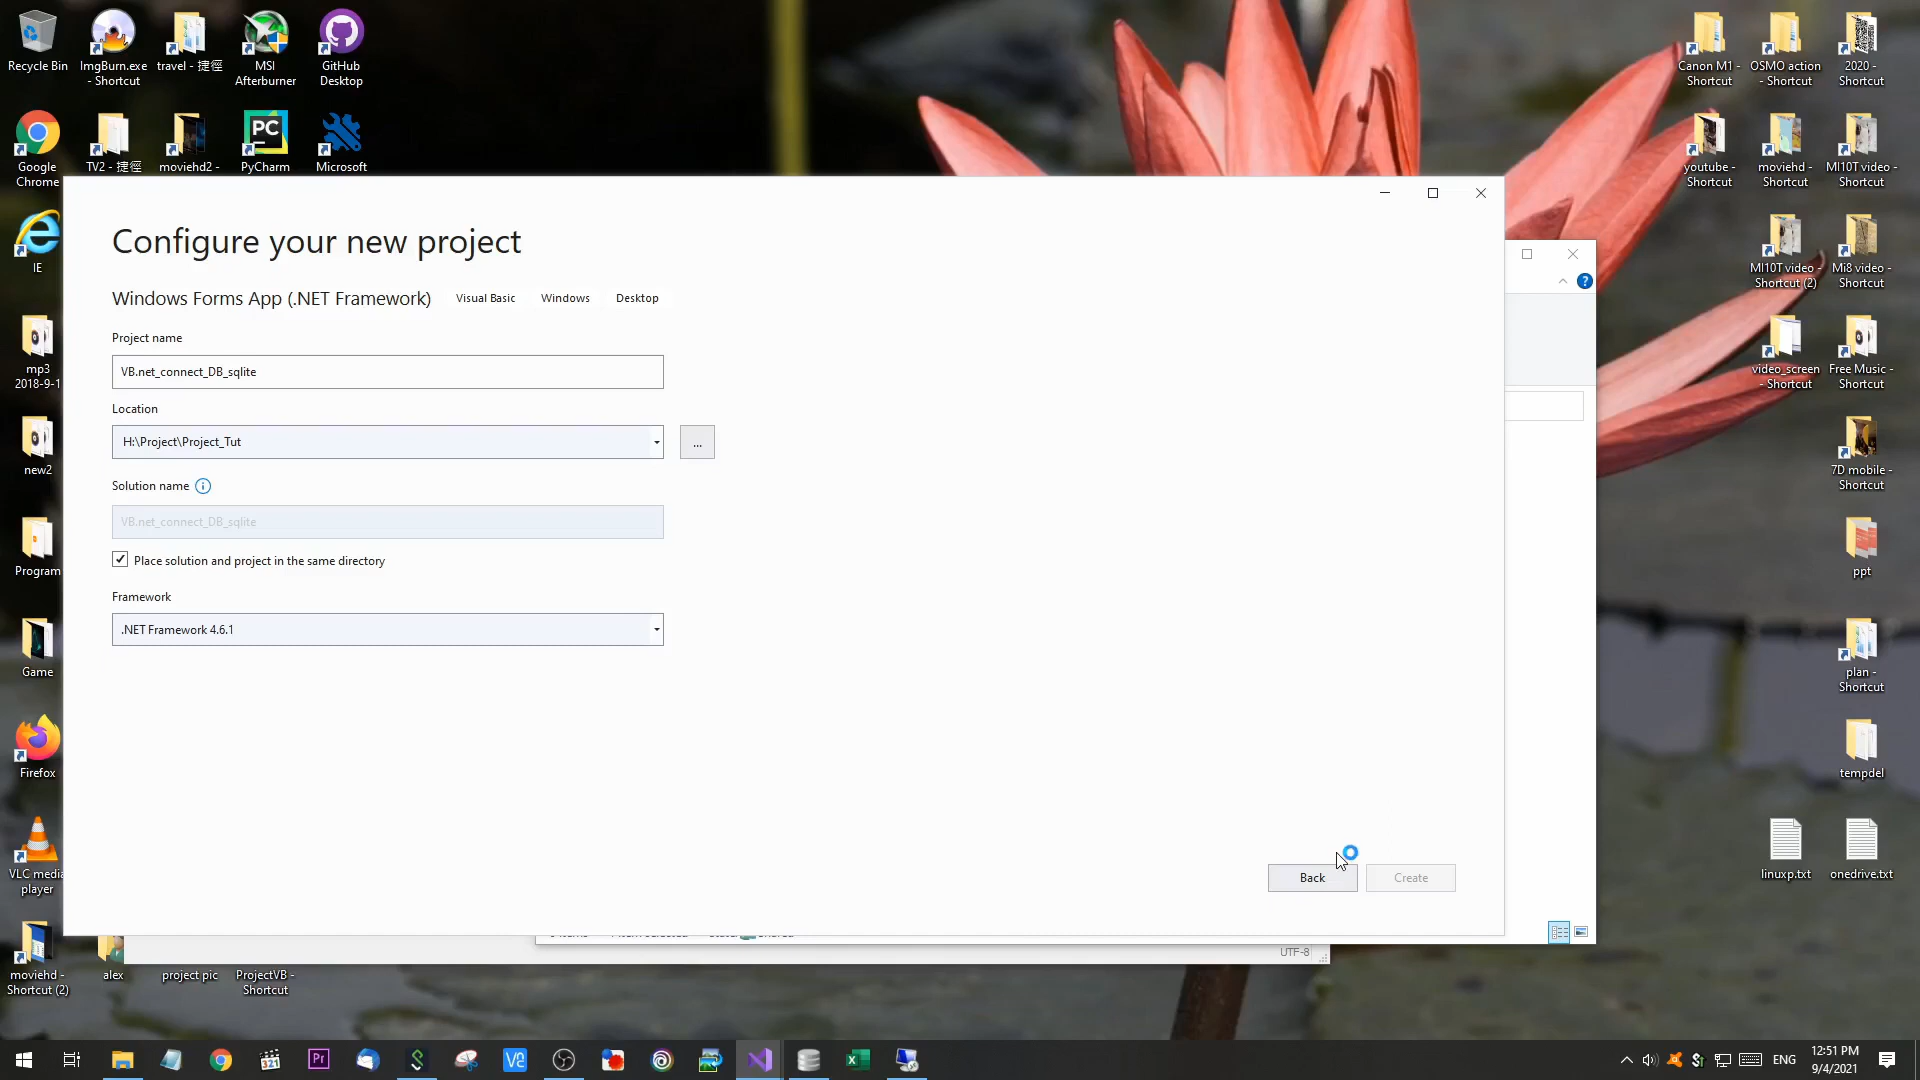 Recycle Bin
ImgBurn.exe
- Shortcut
travel - 捷徑
MSI
Afterburner
GitHub
Desktop
Canon M1 -
Shortcut
OSMO action
- Shortcut
2020 -
Shortcut
Google
Chrome
TV2 - 捷徑
moviehd2 -
PC
PyCharm
Microsoft
youtube -
Shortcut
moviehd -
Shortcut
MI10T video -
Shortcut
Configure your new project
Windows Forms App (.NET Framework)
Visual Basic
Windows
Desktop
Project name
VB.net_connect_DB_sqlite
Location
H:\Project\Project_Tut
...
Solution name
VB.net_connect_DB_sqlite
Place solution and project in the same directory
Framework
.NET Framework 4.6.1
Back
Create
IE
mp3
2018-9-1
new2
Program
Game
Firefox
VLC media
player
moviehd -
Shortcut (2)
alex
project pic
ProjectVB -
Shortcut
MI10T video -
Shortcut (2)
Mi8 video -
Shortcut
video_screen
- Shortcut
Free Music -
Shortcut
7D mobile -
Shortcut
ppt
plan -
Shortcut
tempdel
linuxp.txt
onedrive.txt
UTF-8
321
Pr
ENG
12:51 PM
9/4/2021